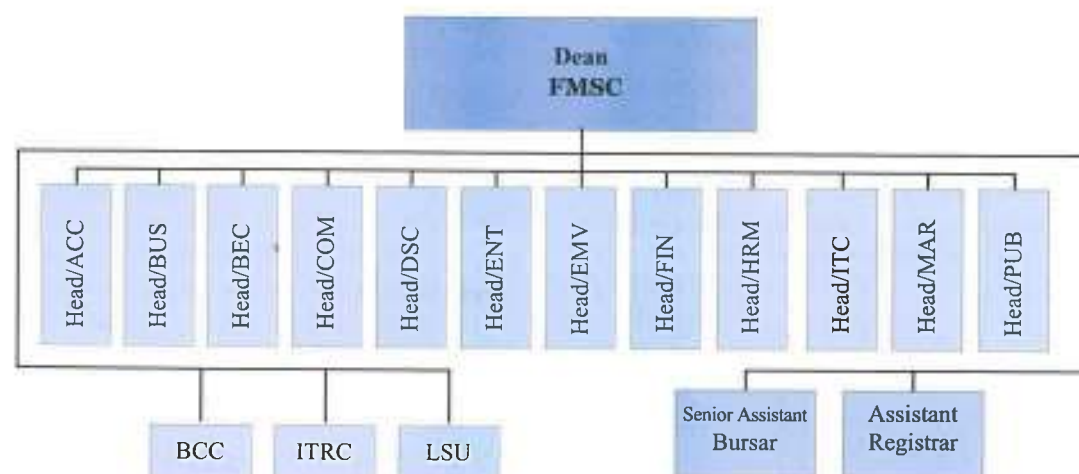 Dean
FMSC
Head/ACC
Head/BUS
Head/BEC
Head/COM
Head/DSC
Head/ENT
Head/EMV
Head/FIN
Head/HRM
Head/ITC
Head/MAR
Head/PUB
BCC
ITRC
LSU
Senior Assistant
Bursar
Assistant
Registrar